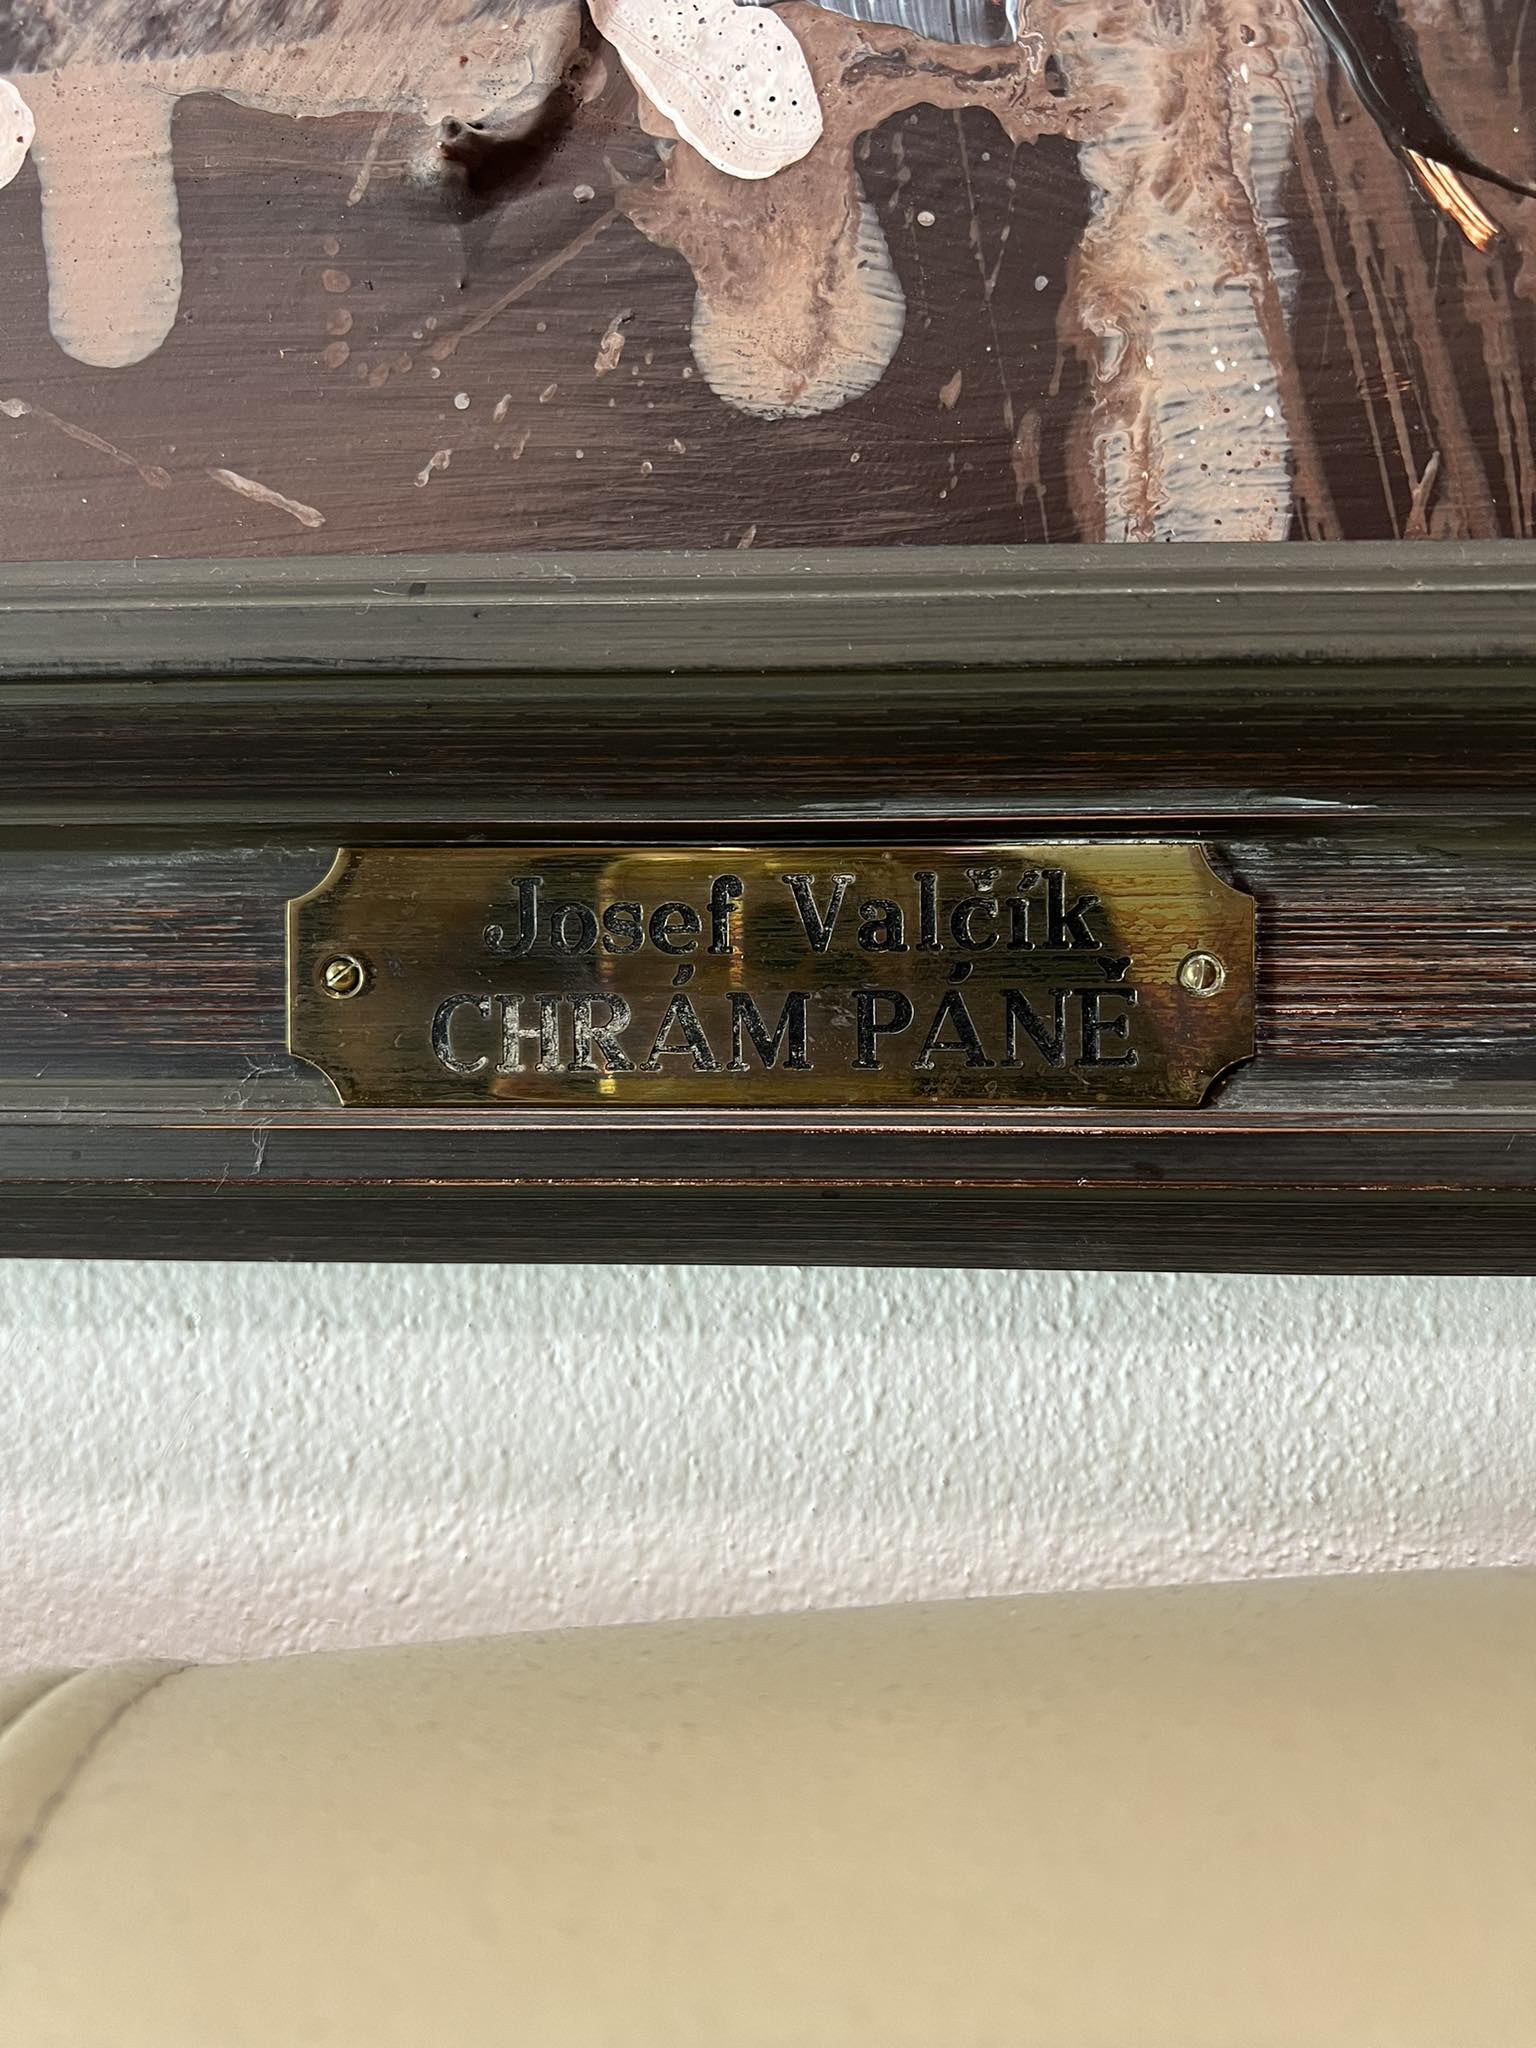 Josef Valčík
CHRÁM PÁNĚ